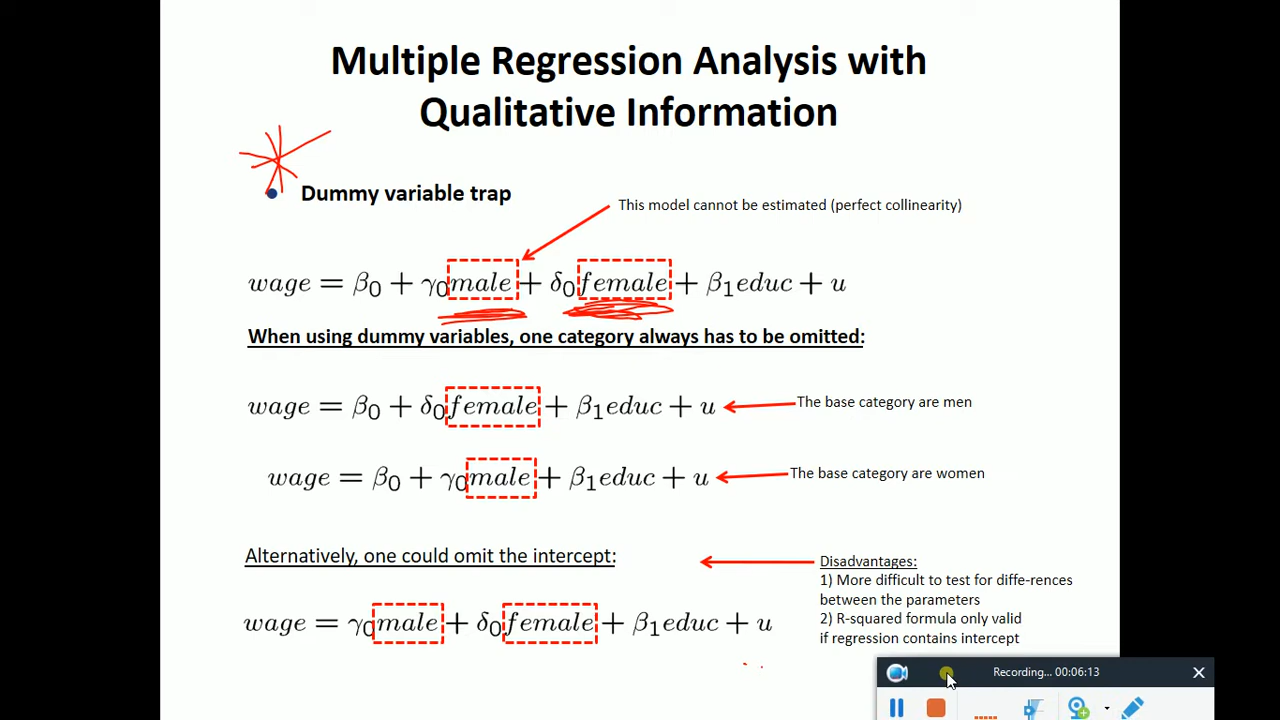 Multiple Regression Analysis with
Qualitative Information
• Dummy variable trap
This model cannot be estimated (perfect collinearity)
wage = β₀ + γ₀male + δ₀female + β₁educ + u
When using dummy variables, one category always has to be omitted:
wage = β₀ + δ₀female + β₁educ + u
The base category are men
wage = β₀ + γ₀male + β₁educ + u
The base category are women
Alternatively, one could omit the intercept:
wage = γ₀male + δ₀female + β₁educ + u
Disadvantages:
1) More difficult to test for diffe-rences
between the parameters
2) R-squared formula only valid
if regression contains intercept
Recording... 00:06:13